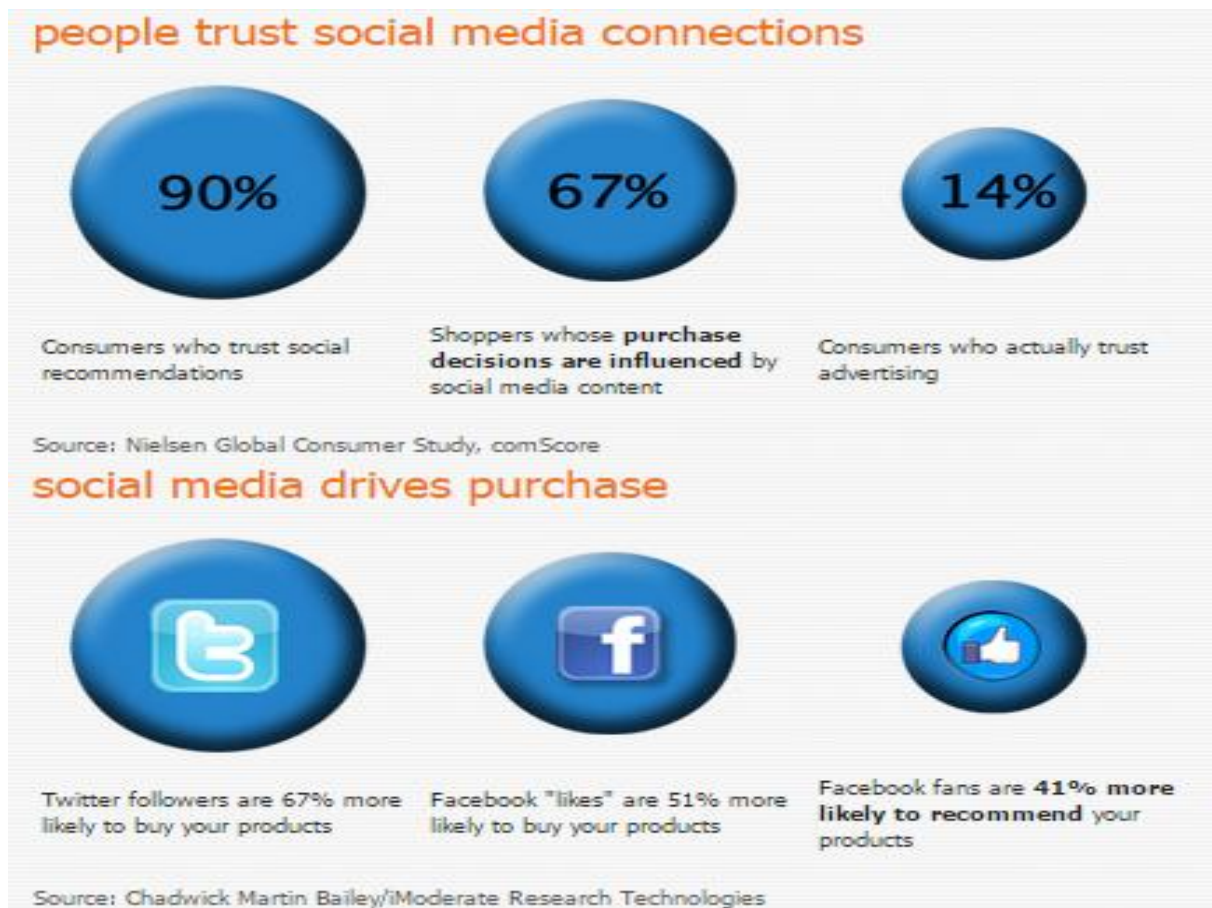 people trust social media connections
90%
67%
14%
Consumers who trust social
recommendations
Shoppers whose purchase
decisions are influenced by
social media content
Consumers who actually trust
advertising
Source: Nielsen Global Consumer Study, comScore
social media drives purchase
t
f
Twitter followers are 67% more
likely to buy your products
Facebook "likes" are 51% more
likely to buy your products
Facebook fans are 41% more
likely to recommend your
products
Source: Chadwick Martin Bailey/iModerate Research Technologies